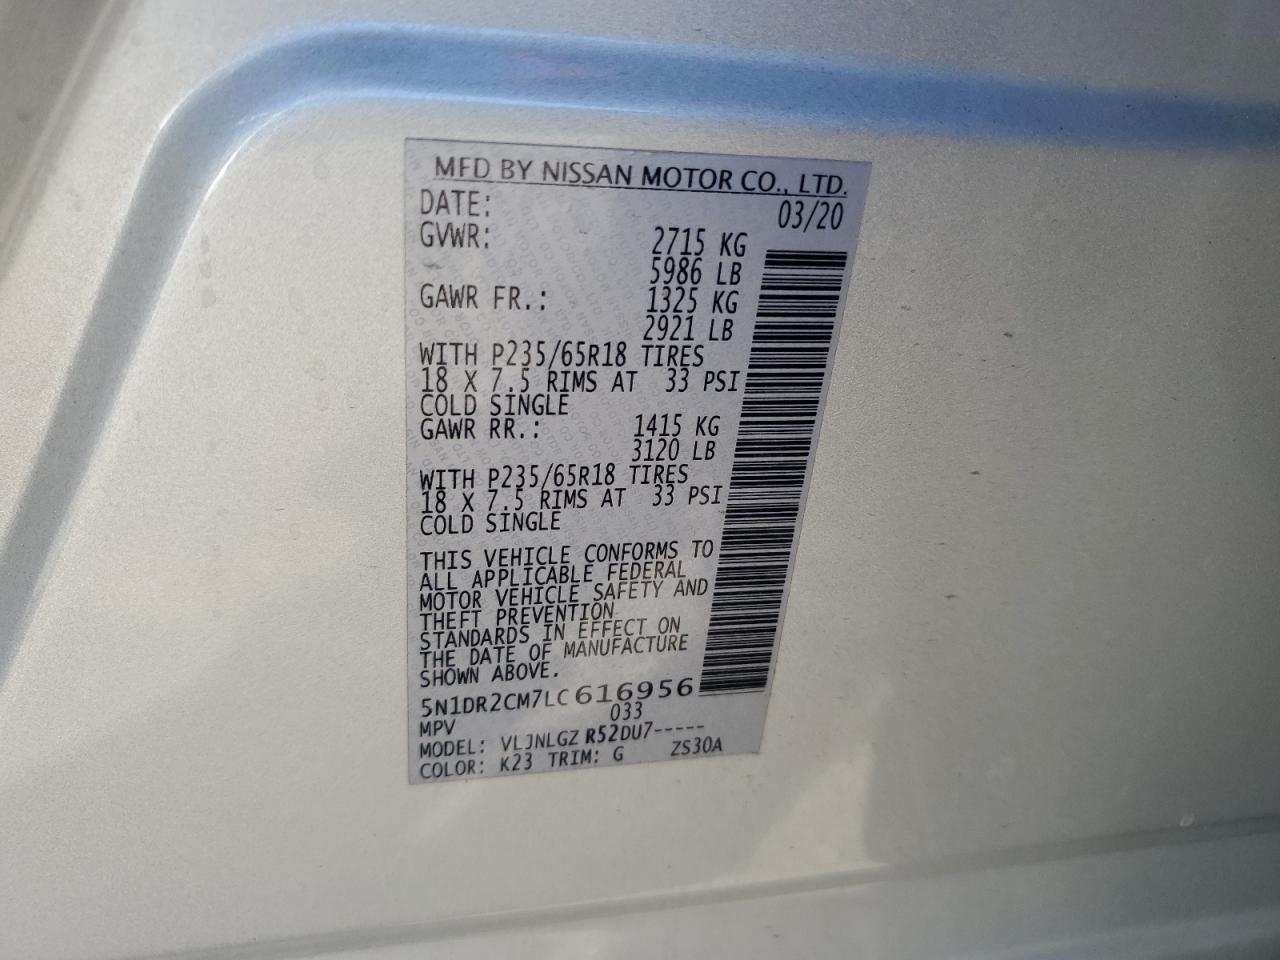 MFD BY NISSAN MOTOR CO., LTD.
DATE: 03/20
GVWR: 2715 KG
5986 LB
GAWR FR.: 1325 KG
2921 LB
WITH P235/65R18 TIRES
18 X 7.5 RIMS AT 33 PSI
COLD SINGLE
GAWR RR.: 1415 KG
3120 LB
WITH P235/65R18 TIRES
18 X 7.5 RIMS AT 33 PSI
COLD SINGLE
THIS VEHICLE CONFORMS TO
ALL APPLICABLE FEDERAL
MOTOR VEHICLE SAFETY AND
THEFT PREVENTION
STANDARDS IN EFFECT ON
THE DATE OF MANUFACTURE
SHOWN ABOVE.
5N1DR2CM7LC616956
MPV 033
MODEL: VLJNLGZ R52DU7-----
COLOR: K23 TRIM: G ZS30A